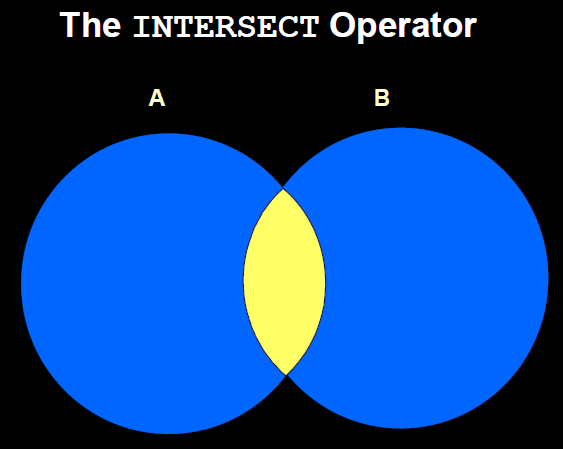 The INTERSECT Operator
A B